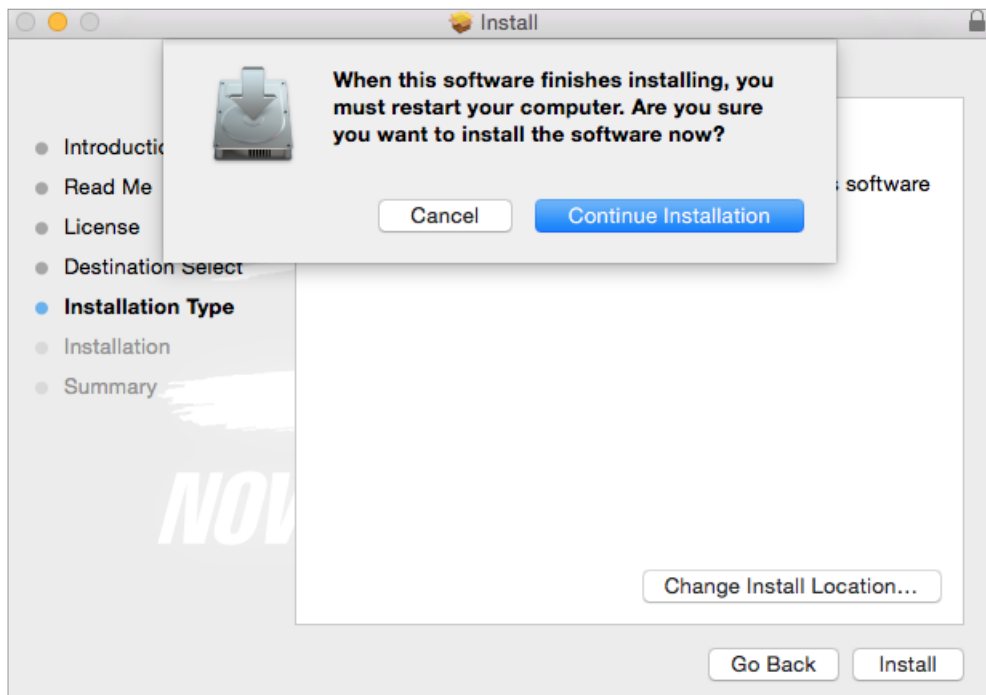 Install
When this software finishes installing, you
must restart your computer. Are you sure
you want to install the software now?
Cancel
Continue Installation
software
Read Me
License
Destination Select
Installation Type
Installation
Summary
Change Install Location...
Go Back
Install